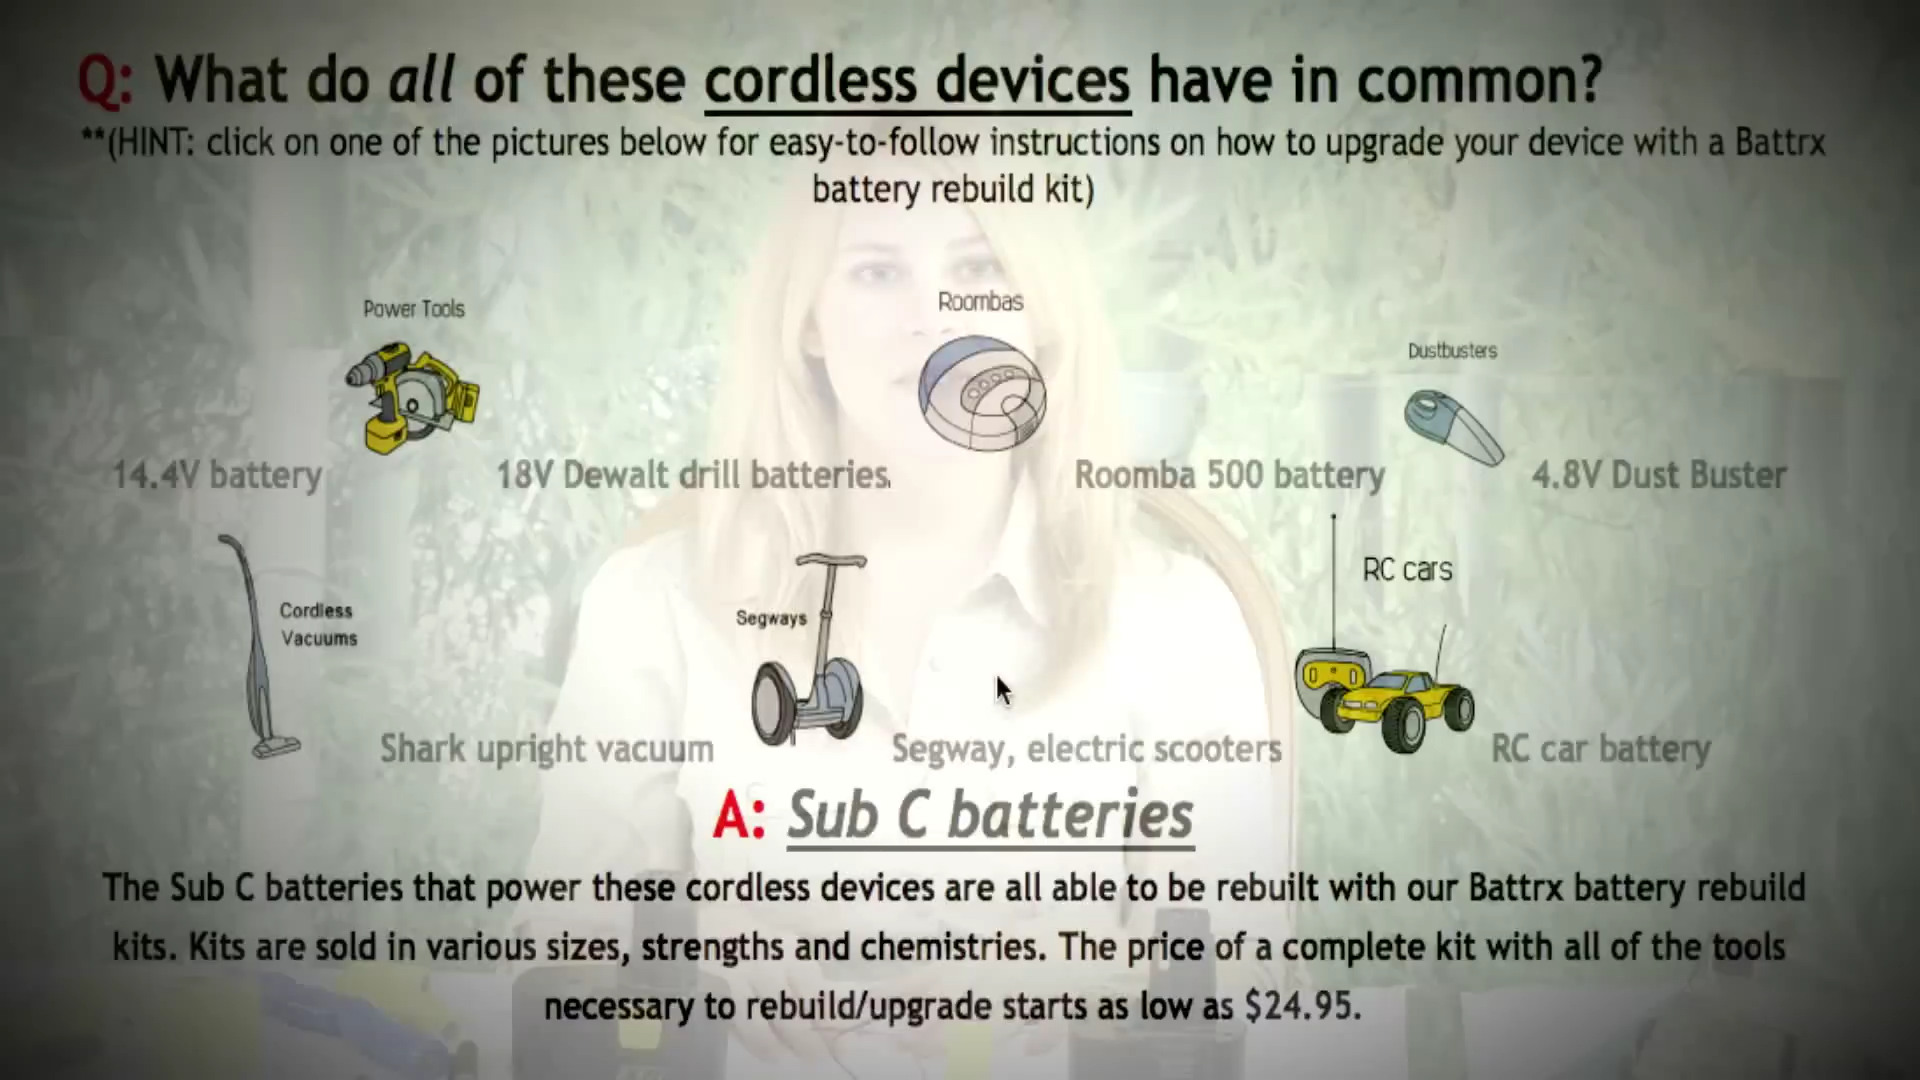 Q: What do all of these cordless devices have in common?
**(HINT: click on one of the pictures below for easy-to-follow instructions on how to upgrade your device with a Battrx
battery rebuild kit)
Power Tools
Roombas
Dustbusters
14.4V battery
18V Dewalt drill batteries.
Roomba 500 battery
4.8V Dust Buster
Cordless
Vacuums
Segways
RC cars
Shark upright vacuum
Segway, electric scooters
RC car battery
A: Sub C batteries
The Sub C batteries that power these cordless devices are all able to be rebuilt with our Battrx battery rebuild
kits. Kits are sold in various sizes, strengths and chemistries. The price of a complete kit with all of the tools
necessary to rebuild/upgrade starts as low as $24.95.